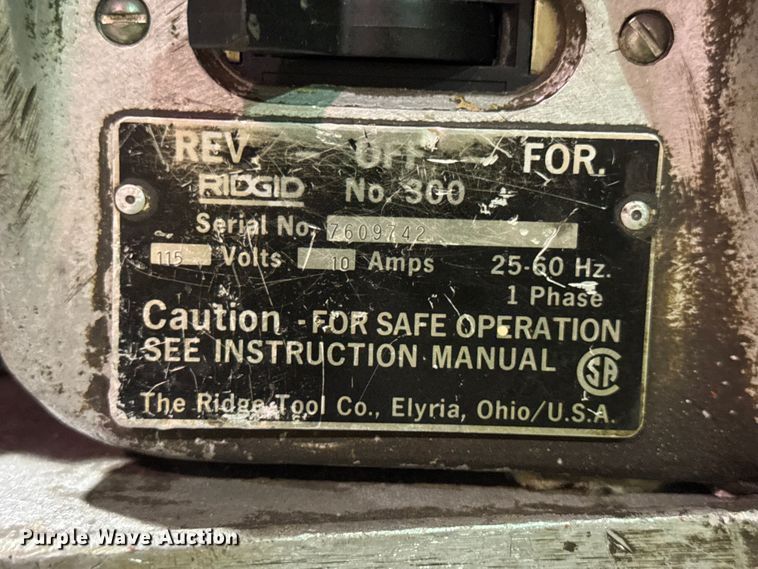 REV. OFF FOR.
RIDGID No. 300
Serial No. 7609742
115 Volts 10 Amps 25-60 Hz.
1 Phase
Caution - FOR SAFE OPERATION
SEE INSTRUCTION MANUAL
The Ridge Tool Co., Elyria, Ohio/U.S.A.
Purple Wave Auction